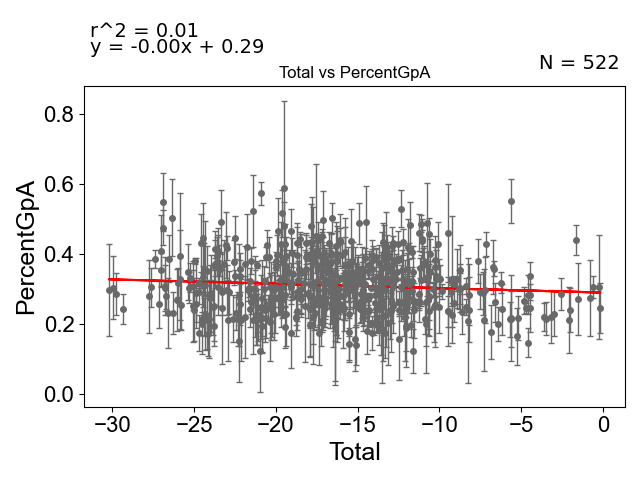 r^2 = 0.01
y = -0.00x + 0.29
N = 522
Total vs PercentGpA
PercentGpA
0.8
0.6
0.4
0.2
0.0
−30 −25 −20 −15 −10 −5 0
Total